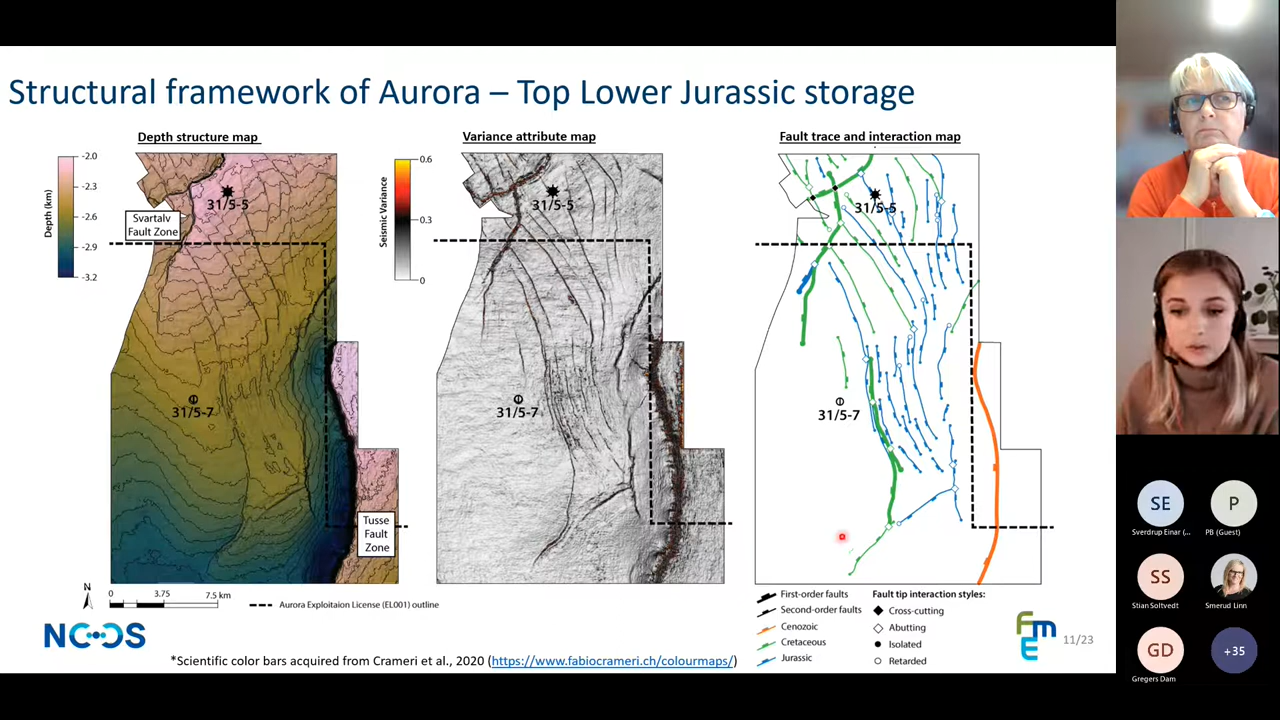 Structural framework of Aurora – Top Lower Jurassic storage
Depth structure map
Variance attribute map
Fault trace and interaction map
Depth (km)
-2.0
-2.3
-2.6
-2.9
-3.2
Svartalv
Fault Zone
31/5-5
31/5-7
Tusse
Fault
Zone
Seismic Variance
0.6
0.3
0
31/5-5
31/5-7
31/5-5
31/5-7
N
0
3.75
7.5 km
Aurora Exploitaion License (EL001) outline
First-order faults
Second-order faults
Cenozoic
Cretaceous
Jurassic
Fault tip interaction styles:
Cross-cutting
Abutting
Isolated
Retarded
NCOS
FME
11/23
*Scientific color bars acquired from Crameri et al., 2020 (https://www.fabiocrameri.ch/colourmaps/)
SE
Sverdrup Einar (...
P
PB (Guest)
SS
Stian Soltvedt
Smerud Linn
GD
Gregers Dam
+35